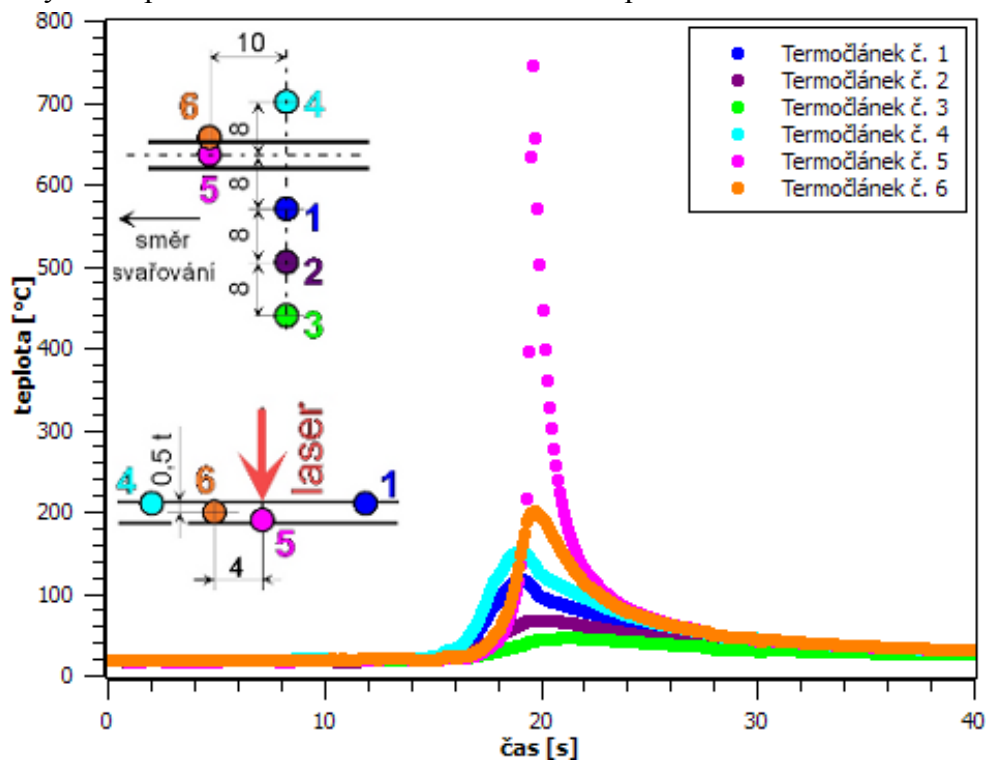 800
700
600
500
400
300
200
100
0
0
10
20
30
40
teplota [°C]
čas [s]
Termočlánek č. 1
Termočlánek č. 2
Termočlánek č. 3
Termočlánek č. 4
Termočlánek č. 5
Termočlánek č. 6
10
6
4
8
5
8
1
směr
svařování
8
2
8
3
laser
0,5 t
4
6
1
5
4